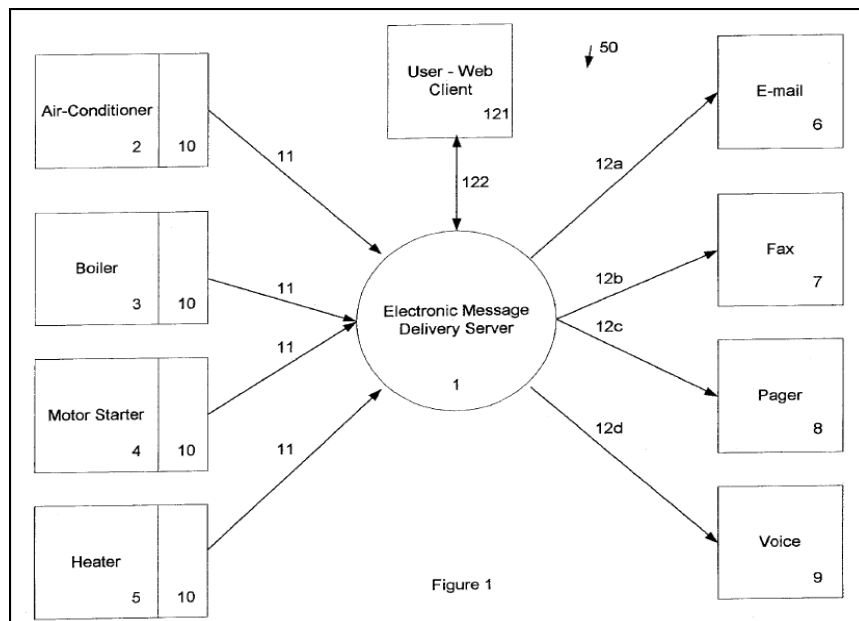 Air-Conditioner
2
10
11
Boiler
3
10
11
Motor Starter
4
10
11
Heater
5
10
11
User - Web
Client
121
122
Electronic Message
Delivery Server
1
50
12a
E-mail
6
12b
Fax
7
12c
Pager
8
12d
Voice
9
Figure 1